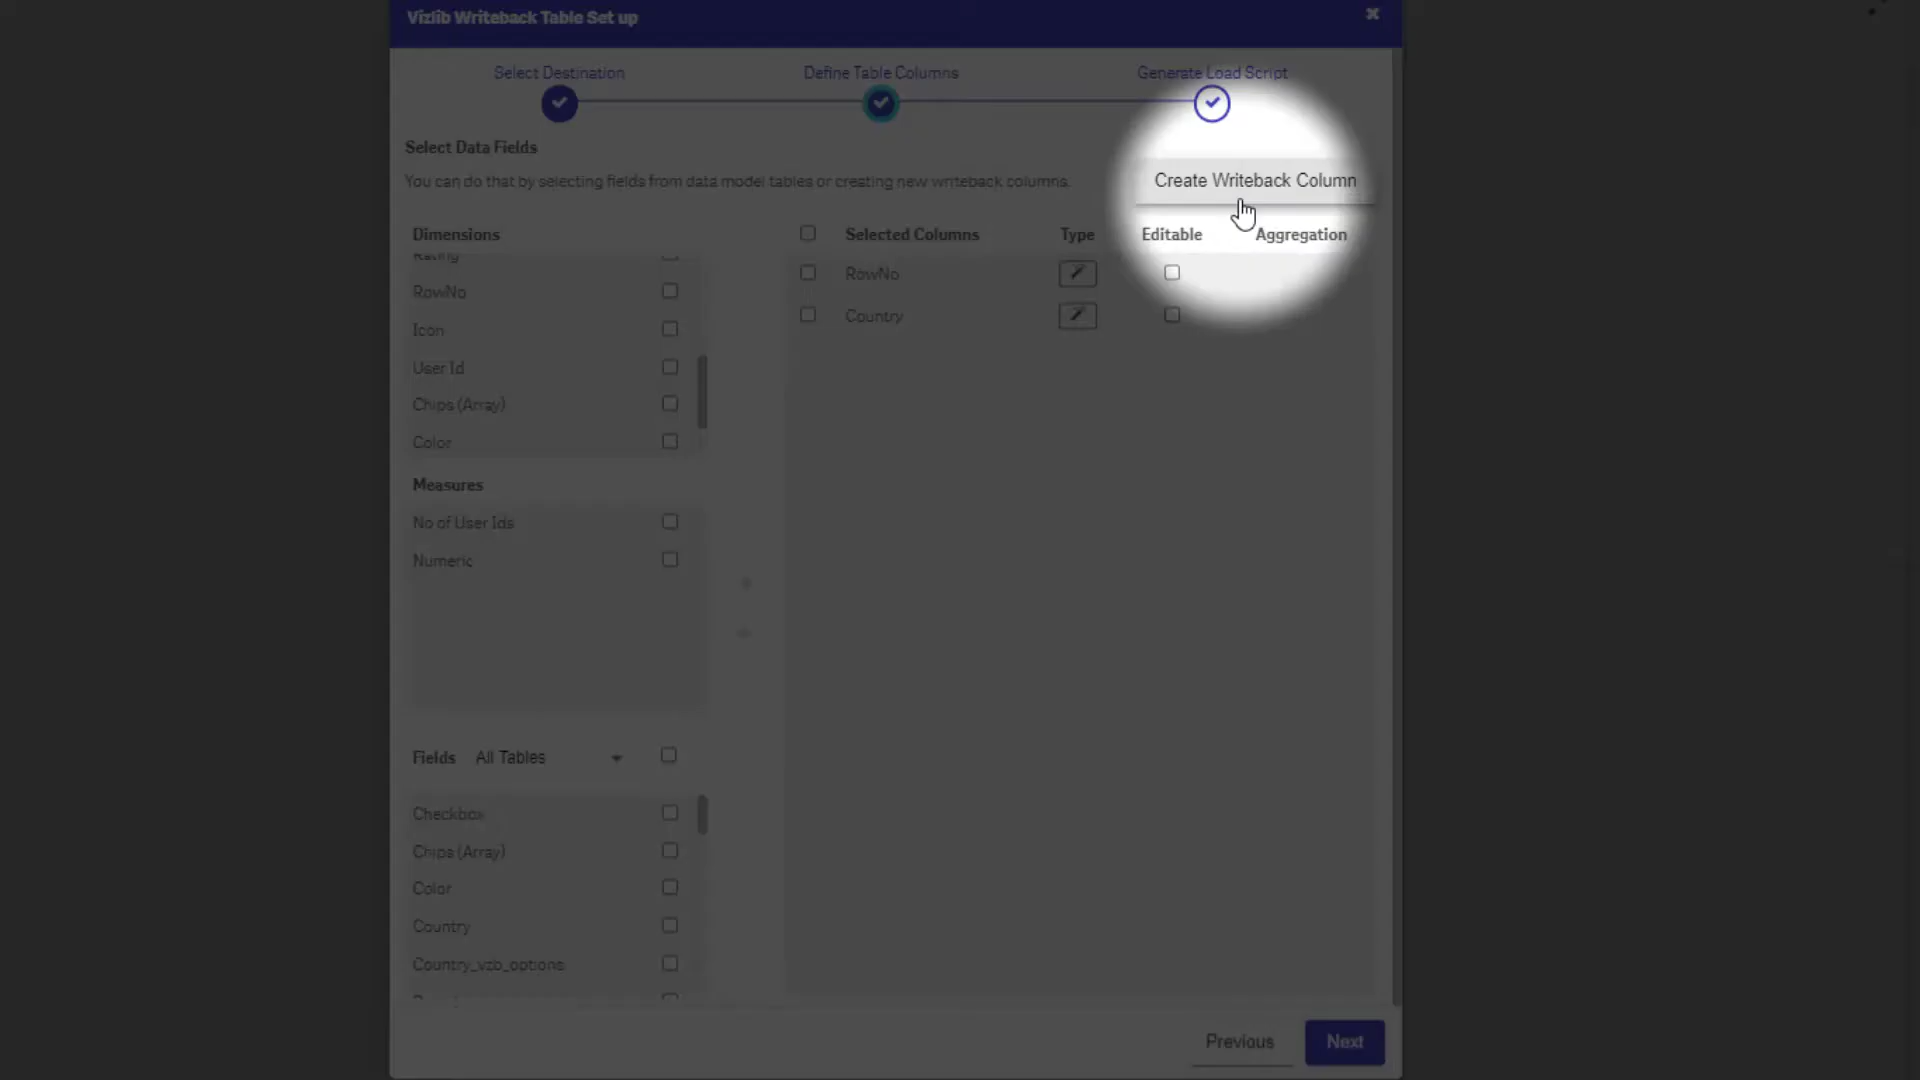 Vizlib Writeback Table Set up
Select Destination
Define Table Columns
Generate Load Script
Select Data Fields
You can do that by selecting fields from data model tables or creating new writeback columns.
Create Writeback Column
Dimensions
Selected Columns
Type
Editable
Aggregation
Rating
RowNo
Icon
User Id
Chips (Array)
Color
RowNo
Country
Measures
No of User Ids
Numeric
Fields
All Tables
Checkbox
Chips (Array)
Color
Country
Country_vzb_options
Previous
Next